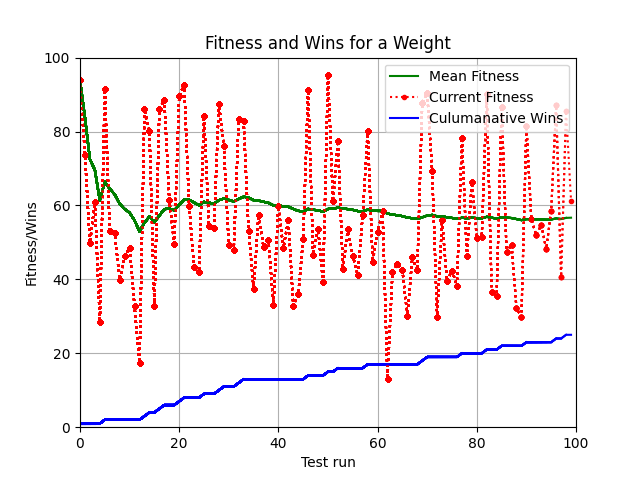 Fitness and Wins for a Weight
Mean Fitness
Current Fitness
Culumanative Wins
100
80
60
40
20
0
Fitness/Wins
0 20 40 60 80 100
Test run